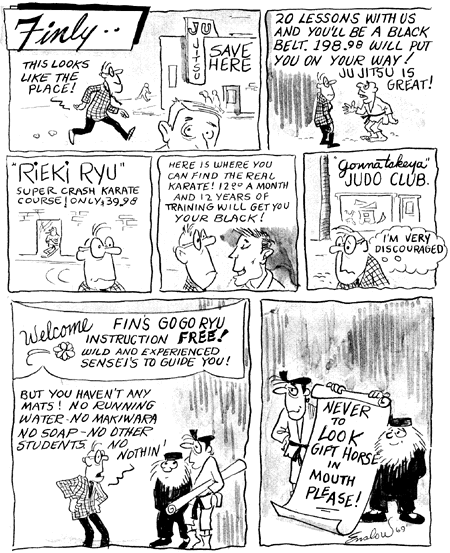 Finly..
THIS LOOKS
LIKE THE
PLACE!
JU
JITSU
SAVE
HERE
20 LESSONS WITH US
AND YOU'LL BE A BLACK
BELT. 198.98 WILL PUT
YOU ON YOUR WAY!
JU JITSU IS
GREAT!
"RIEKI RYU"
SUPER CRASH KARATE
COURSE! ONLY, 39,98
HERE IS WHERE YOU
CAN FIND THE REAL
KARATE! 12.00 A MONTH
AND 12 YEARS OF
TRAINING WILL GET YOU
YOUR BLACK!
"Gonnatakeya"
JUDO CLUB.
I'M VERY
DISCOURAGED
Welcome
FIN'S GO GO RYU
INSTRUCTION FREE!
WILD AND EXPERIENCED
SENSEI'S TO GUIDE YOU!
BUT YOU HAVEN'T ANY
MATS! NO RUNNING
WATER - NO MAKIWARA
NO SOAP - NO OTHER
STUDENTS - NO
NOTHIN'!
NEVER
TO
LOOK
GIFT HORSE
IN
MOUTH
PLEASE!
Enslow 69